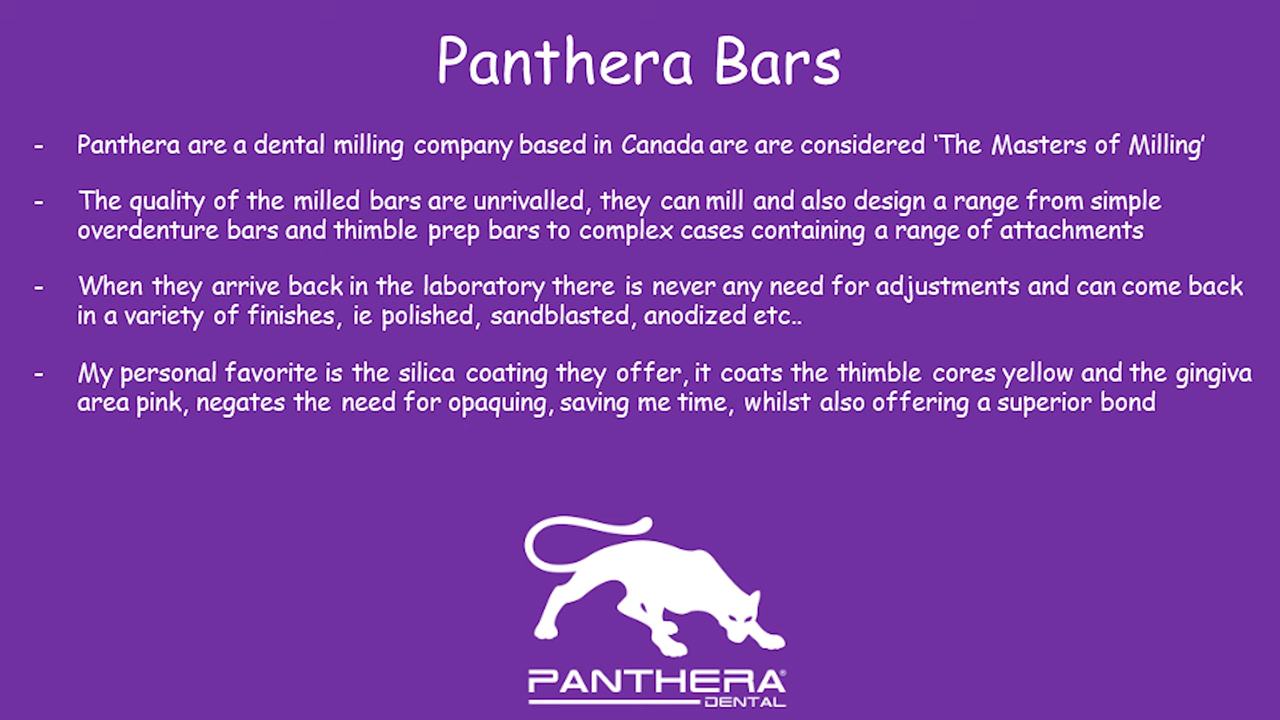 Panthera Bars
- Panthera are a dental milling company based in Canada are are considered ‘The Masters of Milling’
- The quality of the milled bars are unrivalled, they can mill and also design a range from simple
overdenture bars and thimble prep bars to complex cases containing a range of attachments
- When they arrive back in the laboratory there is never any need for adjustments and can come back
in a variety of finishes, ie polished, sandblasted, anodized etc..
- My personal favorite is the silica coating they offer, it coats the thimble cores yellow and the gingiva
area pink, negates the need for opaquing, saving me time, whilst also offering a superior bond
PANTHERA®
DENTAL